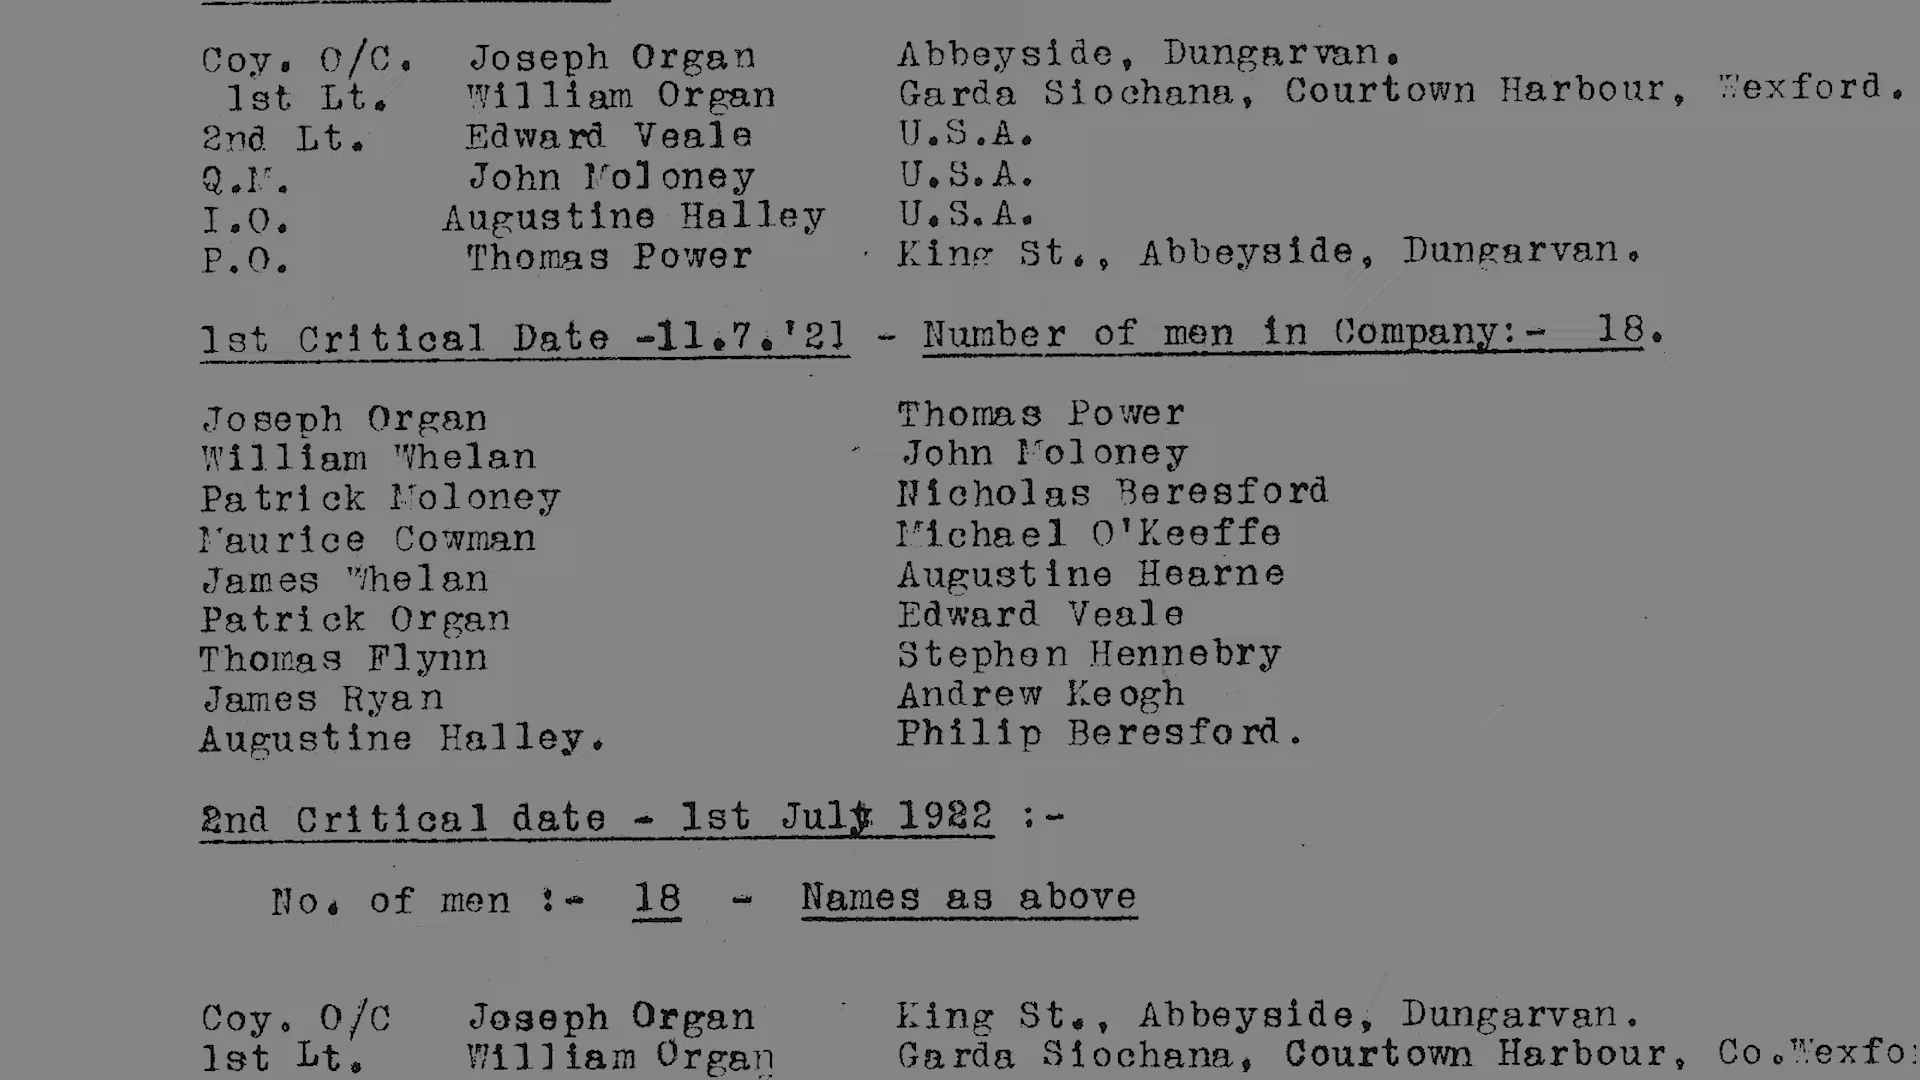 Coy. O/C. Joseph Organ Abbeyside, Dungarvan.
1st Lt. William Organ Garda Siochana, Courtown Harbour, Wexford.
2nd Lt. Edward Veale U.S.A.
Q.M. John Moloney U.S.A.
I.O. Augustine Halley U.S.A.
P.O. Thomas Power King St., Abbeyside, Dungarvan.
1st Critical Date -11.7.'21 - Number of men in Company:- 18.
Joseph Organ Thomas Power
William Whelan John Moloney
Patrick Moloney Nicholas Beresford
Maurice Cowman Michael O'Keeffe
James Whelan Augustine Hearne
Patrick Organ Edward Veale
Thomas Flynn Stephen Hennebry
James Ryan Andrew Keogh
Augustine Halley. Philip Beresford.
2nd Critical date - 1st July 1922 :-
No. of men :- 18 - Names as above
Coy. O/C Joseph Organ King St., Abbeyside, Dungarvan.
1st Lt. William Organ Garda Siochana, Courtown Harbour, Co.